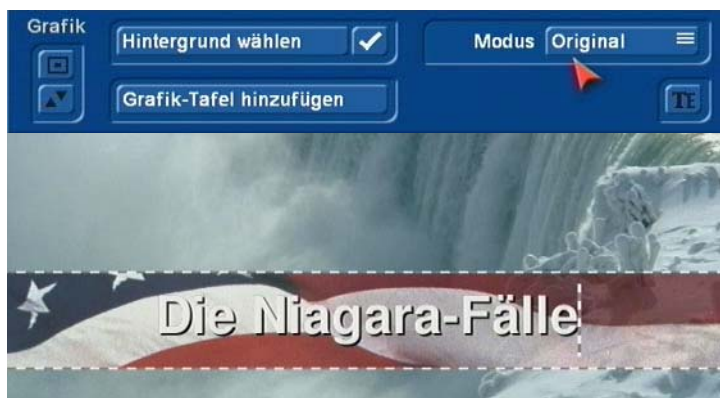 Grafik
Hintergrund wählen
Modus Original
Grafik-Tafel hinzufügen
TE
Die Niagara-Fälle